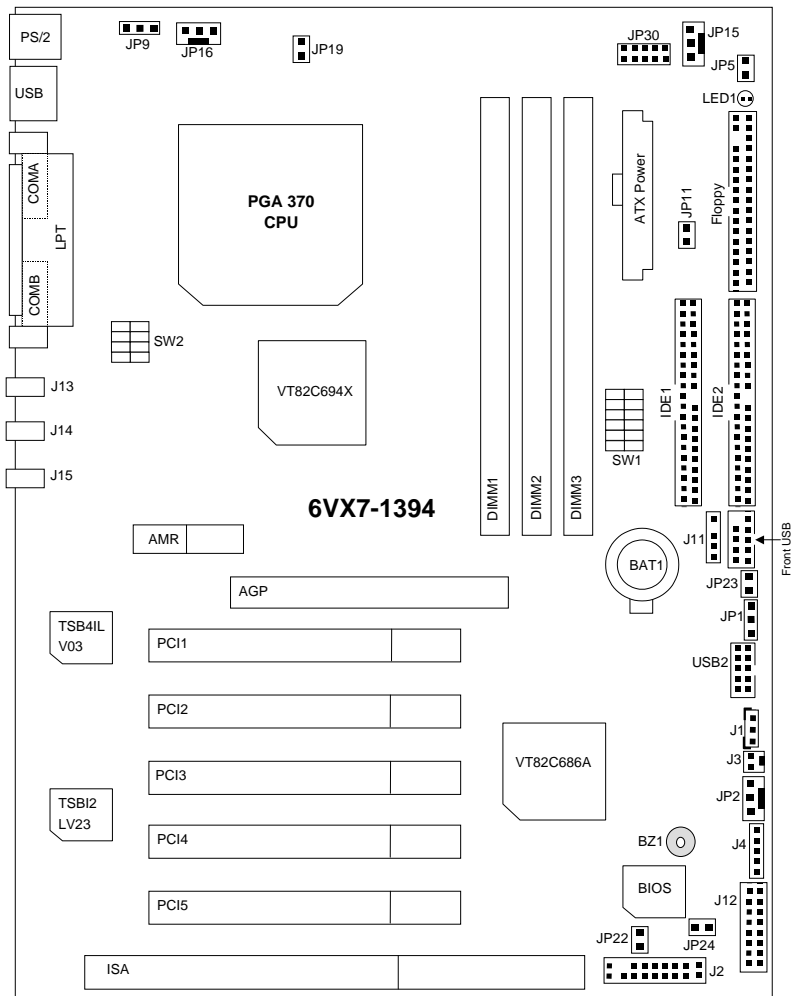 PS/2
JP9
JP16
JP19
JP30
JP15
JP5
USB
LED1
COMA
LPT
COMB
PGA 370
CPU
ATX Power
JP11
Floppy
SW2
VT82C694X
J13
J14
J15
DIMM1
DIMM2
DIMM3
SW1
IDE1
IDE2
6VX7-1394
AMR
J11
Front USB
BAT1
JP23
AGP
JP1
TSB4IL
V03
PCI1
USB2
PCI2
J1
VT82C686A
J3
PCI3
JP2
TSBI2
LV23
PCI4
BZ1
J4
BIOS
J12
PCI5
JP22
JP24
ISA
J2